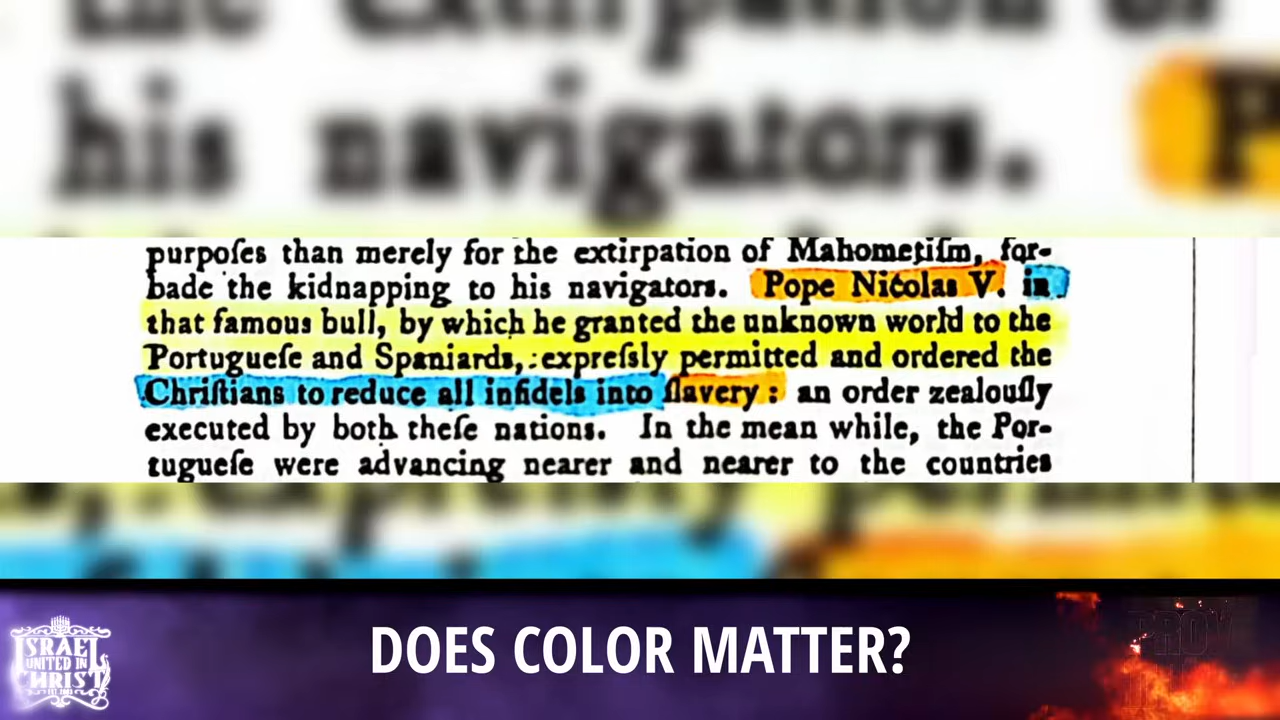 his navigators. P
purpoſes than merely for the extirpation of Mahometiſm, for-
bade the kidnapping to his navigators. Pope Nicolas V. in
that famous bull, by which he granted the unknown world to the
Portugueſe and Spaniards, expreſsly permitted and ordered the
Chriſtians to reduce all infidels into ſlavery: an order zealouſly
executed by both theſe nations. In the mean while, the Por-
tugueſe were advancing nearer and nearer to the countries
DOES COLOR MATTER?
ISRAEL
UNITED IN
CHRIST